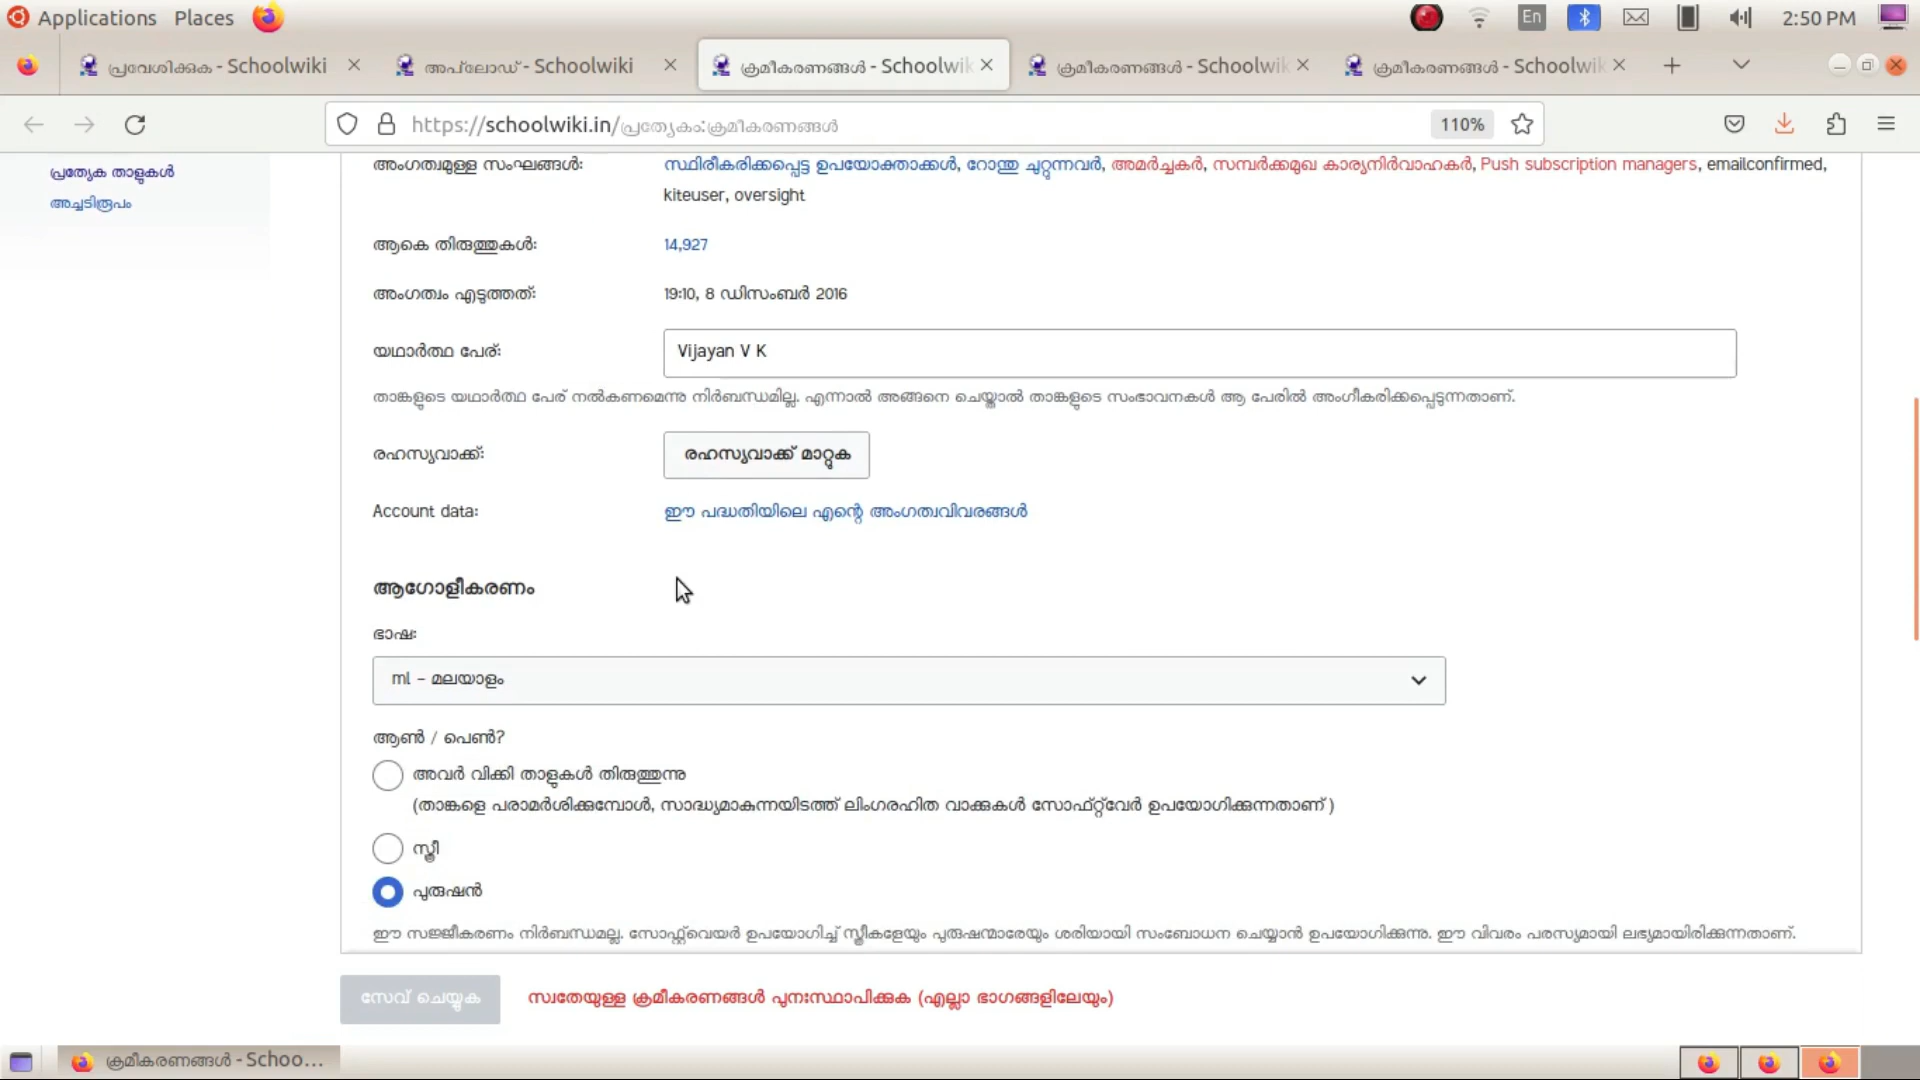 Applications Places
En
2:50 PM
പ്രവേശിക്കുക - Schoolwiki
അപ്‌ലോഡ് - Schoolwiki
ക്രമീകരണങ്ങൾ - Schoolwik
ക്രമീകരണങ്ങൾ - Schoolwik
ക്രമീകരണങ്ങൾ - Schoolwik
https://schoolwiki.in/പ്രത്യേകം:ക്രമീകരണങ്ങൾ
110%
പ്രത്യേക താളുകൾ
അച്ചടിരൂപം
അംഗത്വമുള്ള സംഘങ്ങൾ: സ്ഥിരീകരിക്കപ്പെട്ട ഉപയോക്താക്കൾ, റോന്തു ചുറ്റുന്നവർ, അമർച്ചകർ, സമ്പർക്കമുഖ കാര്യനിർവാഹകർ, Push subscription managers, emailconfirmed,
kiteuser, oversight
ആകെ തിരുത്തുകൾ: 14,927
അംഗത്വം എടുത്തത്: 19:10, 8 ഡിസംബർ 2016
യഥാർത്ഥ പേര്: Vijayan V K
താങ്കളുടെ യഥാർത്ഥ പേര് നൽകണമെന്നു നിർബന്ധമില്ല. എന്നാൽ അങ്ങനെ ചെയ്താൽ താങ്കളുടെ സംഭാവനകൾ ആ പേരിൽ അംഗീകരിക്കപ്പെടുന്നതാണ്.
രഹസ്യവാക്ക്: രഹസ്യവാക്ക് മാറ്റുക
Account data: ഈ പദ്ധതിയിലെ എന്റെ അംഗത്വവിവരങ്ങൾ
ആഗോളീകരണം
ഭാഷ:
ml – മലയാളം
ആൺ / പെൺ?
അവർ വിക്കി താളുകൾ തിരുത്തുന്നു
(താങ്കളെ പരാമർശിക്കുമ്പോൾ, സാദ്ധ്യമാകുന്നയിടത്ത് ലിംഗരഹിത വാക്കുകൾ സോഫ്റ്റ്‌വേർ ഉപയോഗിക്കുന്നതാണ് )
സ്ത്രീ
പുരുഷൻ
ഈ സജ്ജീകരണം നിർബന്ധമല്ല. സോഫ്റ്റ്‌വെയർ ഉപയോഗിച്ച് സ്ത്രീകളേയും പുരുഷന്മാരേയും ശരിയായി സംബോധന ചെയ്യാൻ ഉപയോഗിക്കുന്നു. ഈ വിവരം പരസ്യമായി ലഭ്യമായിരിക്കുന്നതാണ്.
സേവ് ചെയ്യുക
സ്വതേയുള്ള ക്രമീകരണങ്ങൾ പുനഃസ്ഥാപിക്കുക (എല്ലാ ഭാഗങ്ങളിലേയും)
ക്രമീകരണങ്ങൾ - Schoo...